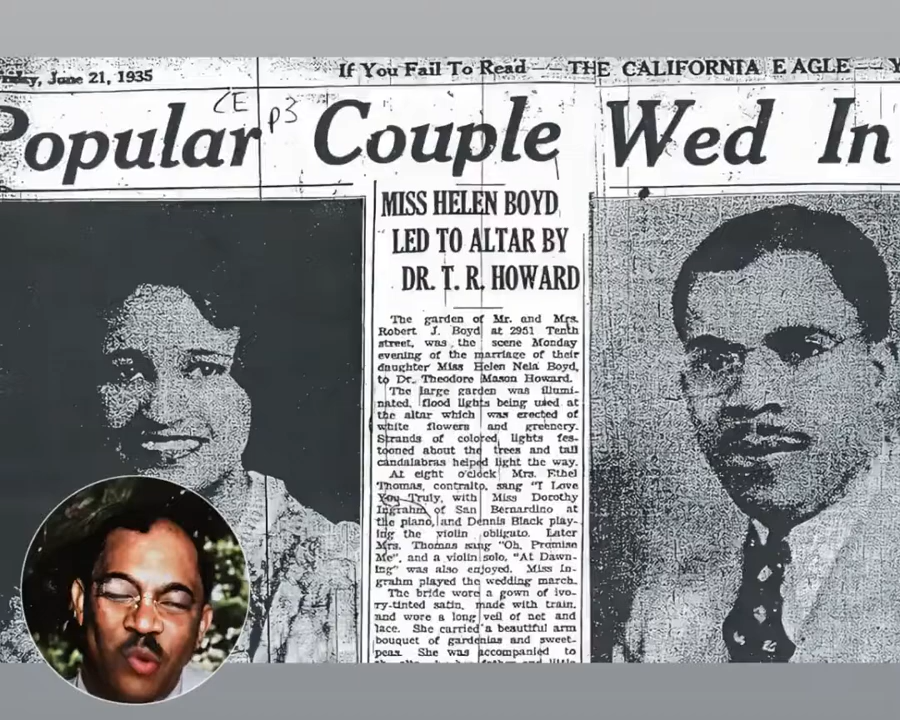 Friday, June 21, 1935
If You Fail To Read — THE CALIFORNIA EAGLE — Y
CE p3
Popular Couple Wed In
MISS HELEN BOYD
LED TO ALTAR BY
DR. T. R. HOWARD
The garden of Mr. and Mrs.
Robert J. Boyd at 2951 Tenth
street, was the scene Monday
evening of the marriage of their
daughter Miss Helen Nela Boyd,
to Dr. Theodore Mason Howard.
The large garden was illumi-
nated, flood lights being used at
the altar which was erected of
white flowers and greenery.
Strands of colored lights fes-
tooned about the trees and tall
candalabras helped light the way.
At eight o'clock Mrs. Ethel
Thomas, contralto, sang "I Love
You Truly, with Miss Dorothy
Ingrahm of San Bernardino at
the piano, and Dennis Black play-
ing the violin obligato. Later
Mrs. Thomas sang "Oh, Promise
Me", and a violin solo, "At Dawn-
ing" was also enjoyed. Miss In-
grahm played the wedding march.
The bride wore a gown of ivo-
ry-tinted satin, made with train,
and wore a long veil of net and
lace. She carried a beautiful arm
bouquet of gardenias and sweet-
peas. She was accompanied to